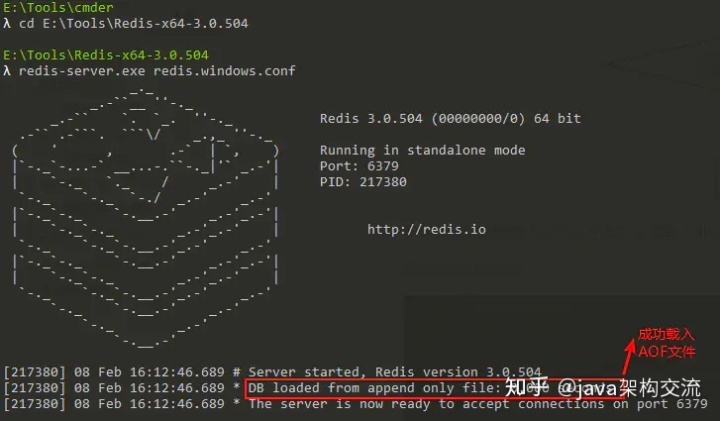 E:\Tools\cmder
λ cd E:\Tools\Redis-x64-3.0.504
E:\Tools\Redis-x64-3.0.504
λ redis-server.exe redis.windows.conf
Redis 3.0.504 (00000000/0) 64 bit
Running in standalone mode
Port: 6379
PID: 217380
http://redis.io
成功載入
AOF文件
[217380] 08 Feb 16:12:46.689 # Server started, Redis version 3.0.504
[217380] 08 Feb 16:12:46.689 * DB loaded from append only file:
知乎 @java架构交流
[217380] 08 Feb 16:12:46.689 * The server is now ready to accept connections on port 6379